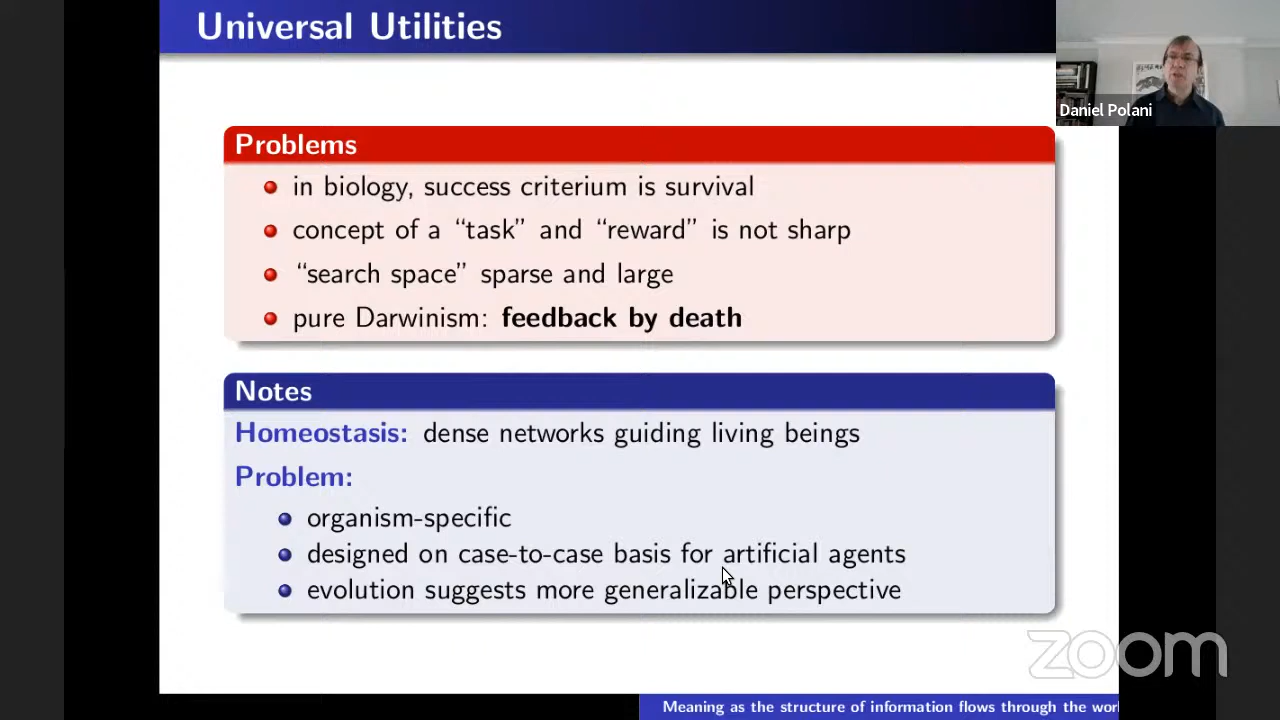 Universal Utilities
Daniel Polani
Problems
in biology, success criterium is survival
concept of a “task” and “reward” is not sharp
“search space” sparse and large
pure Darwinism: feedback by death
Notes
Homeostasis: dense networks guiding living beings
Problem:
organism-specific
designed on case-to-case basis for artificial agents
evolution suggests more generalizable perspective
zoom
Meaning as the structure of information flows through the wor